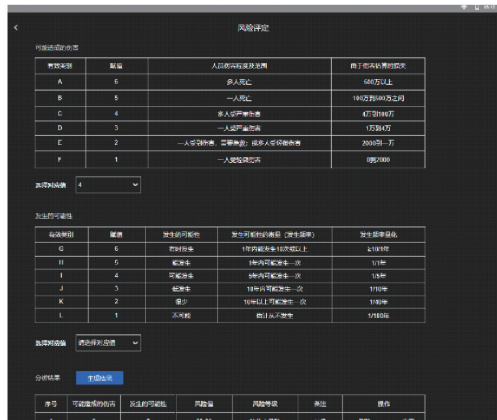 风险评定
可能造成的伤害
有效类别 赋值 人员伤害程度及范围 由于伤害估算的损失
A 6 多人死亡 500万以上
B 5 一人死亡 100万到500万之间
C 4 多人受严重伤害 4万到100万
D 3 一人受严重伤害 1万到4万
E 2 一人受到伤害，需要急救；或多人受轻微伤害 2000到一万
F 1 一人受轻微伤害 0到2000
选择对应值 4
发生的可能性
有效类别 赋值 发生的可能性 发生可能性的衡量（发生频率） 发生频率量化
G 6 有时发生 1年内能发生10次或以上 ≥10/1年
H 5 能发生 1年内可能发生一次 1/1年
I 4 可能发生 5年内可能发生一次 1/5年
J 3 低发生 10年内可能发生一次 1/10年
K 2 很少 10年以上可能发生一次 1/10年
L 1 不可能 估计从不发生 1/100年
选择对应值 请选择对应值
分析结果 生成结果
序号 可能造成的伤害 发生的可能性 风险值 风险等级 备注 操作